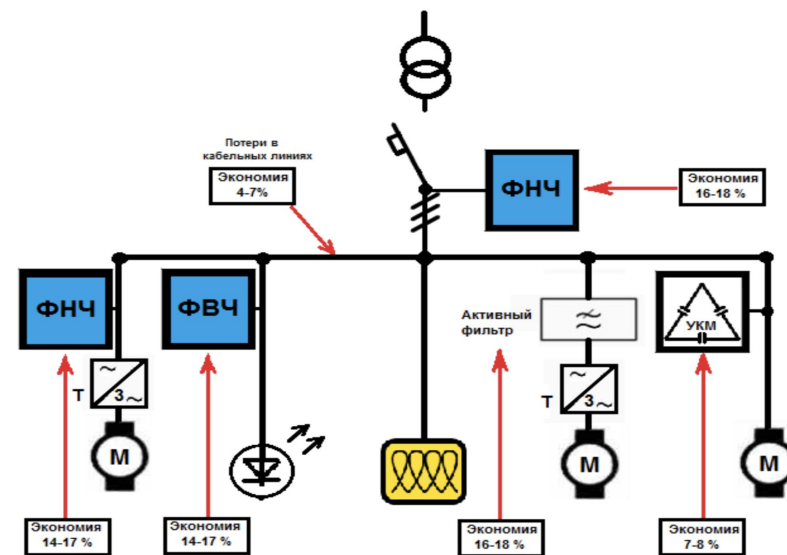 Потери в
кабельных линиях
Экономия
4-7%
ФНЧ
Экономия
16-18 %
ФНЧ
ФВЧ
Активный
фильтр
УКМ
T
3
T
3
M
M
M
Экономия
14-17 %
Экономия
14-17 %
Экономия
16-18 %
Экономия
7-8 %